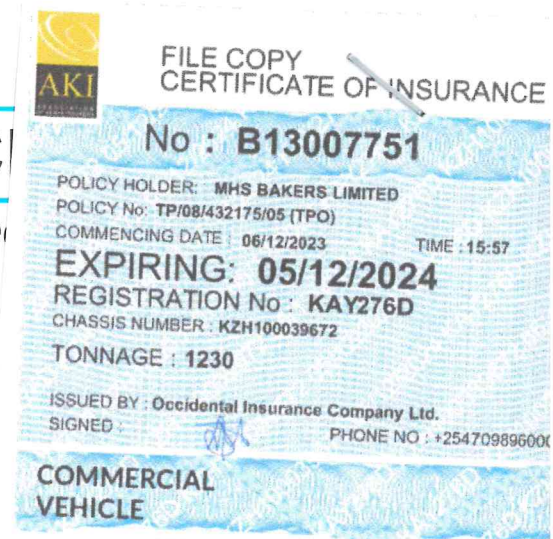 AKI
FILE COPY
CERTIFICATE OF INSURANCE
No : B13007751
POLICY HOLDER: MHS BAKERS LIMITED
POLICY No: TP/08/432175/05 (TPO)
COMMENCING DATE : 06/12/2023 TIME : 15:57
EXPIRING: 05/12/2024
REGISTRATION No : KAY276D
CHASSIS NUMBER : KZH100039672
TONNAGE : 1230
ISSUED BY : Occidental Insurance Company Ltd.
SIGNED : PHONE NO : +25470989600
COMMERCIAL
VEHICLE